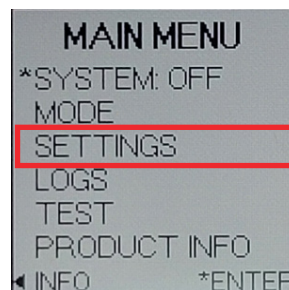 MAIN MENU
*SYSTEM: OFF
MODE
SETTINGS
LOGS
TEST
PRODUCT INFO
◀INFO *ENTER